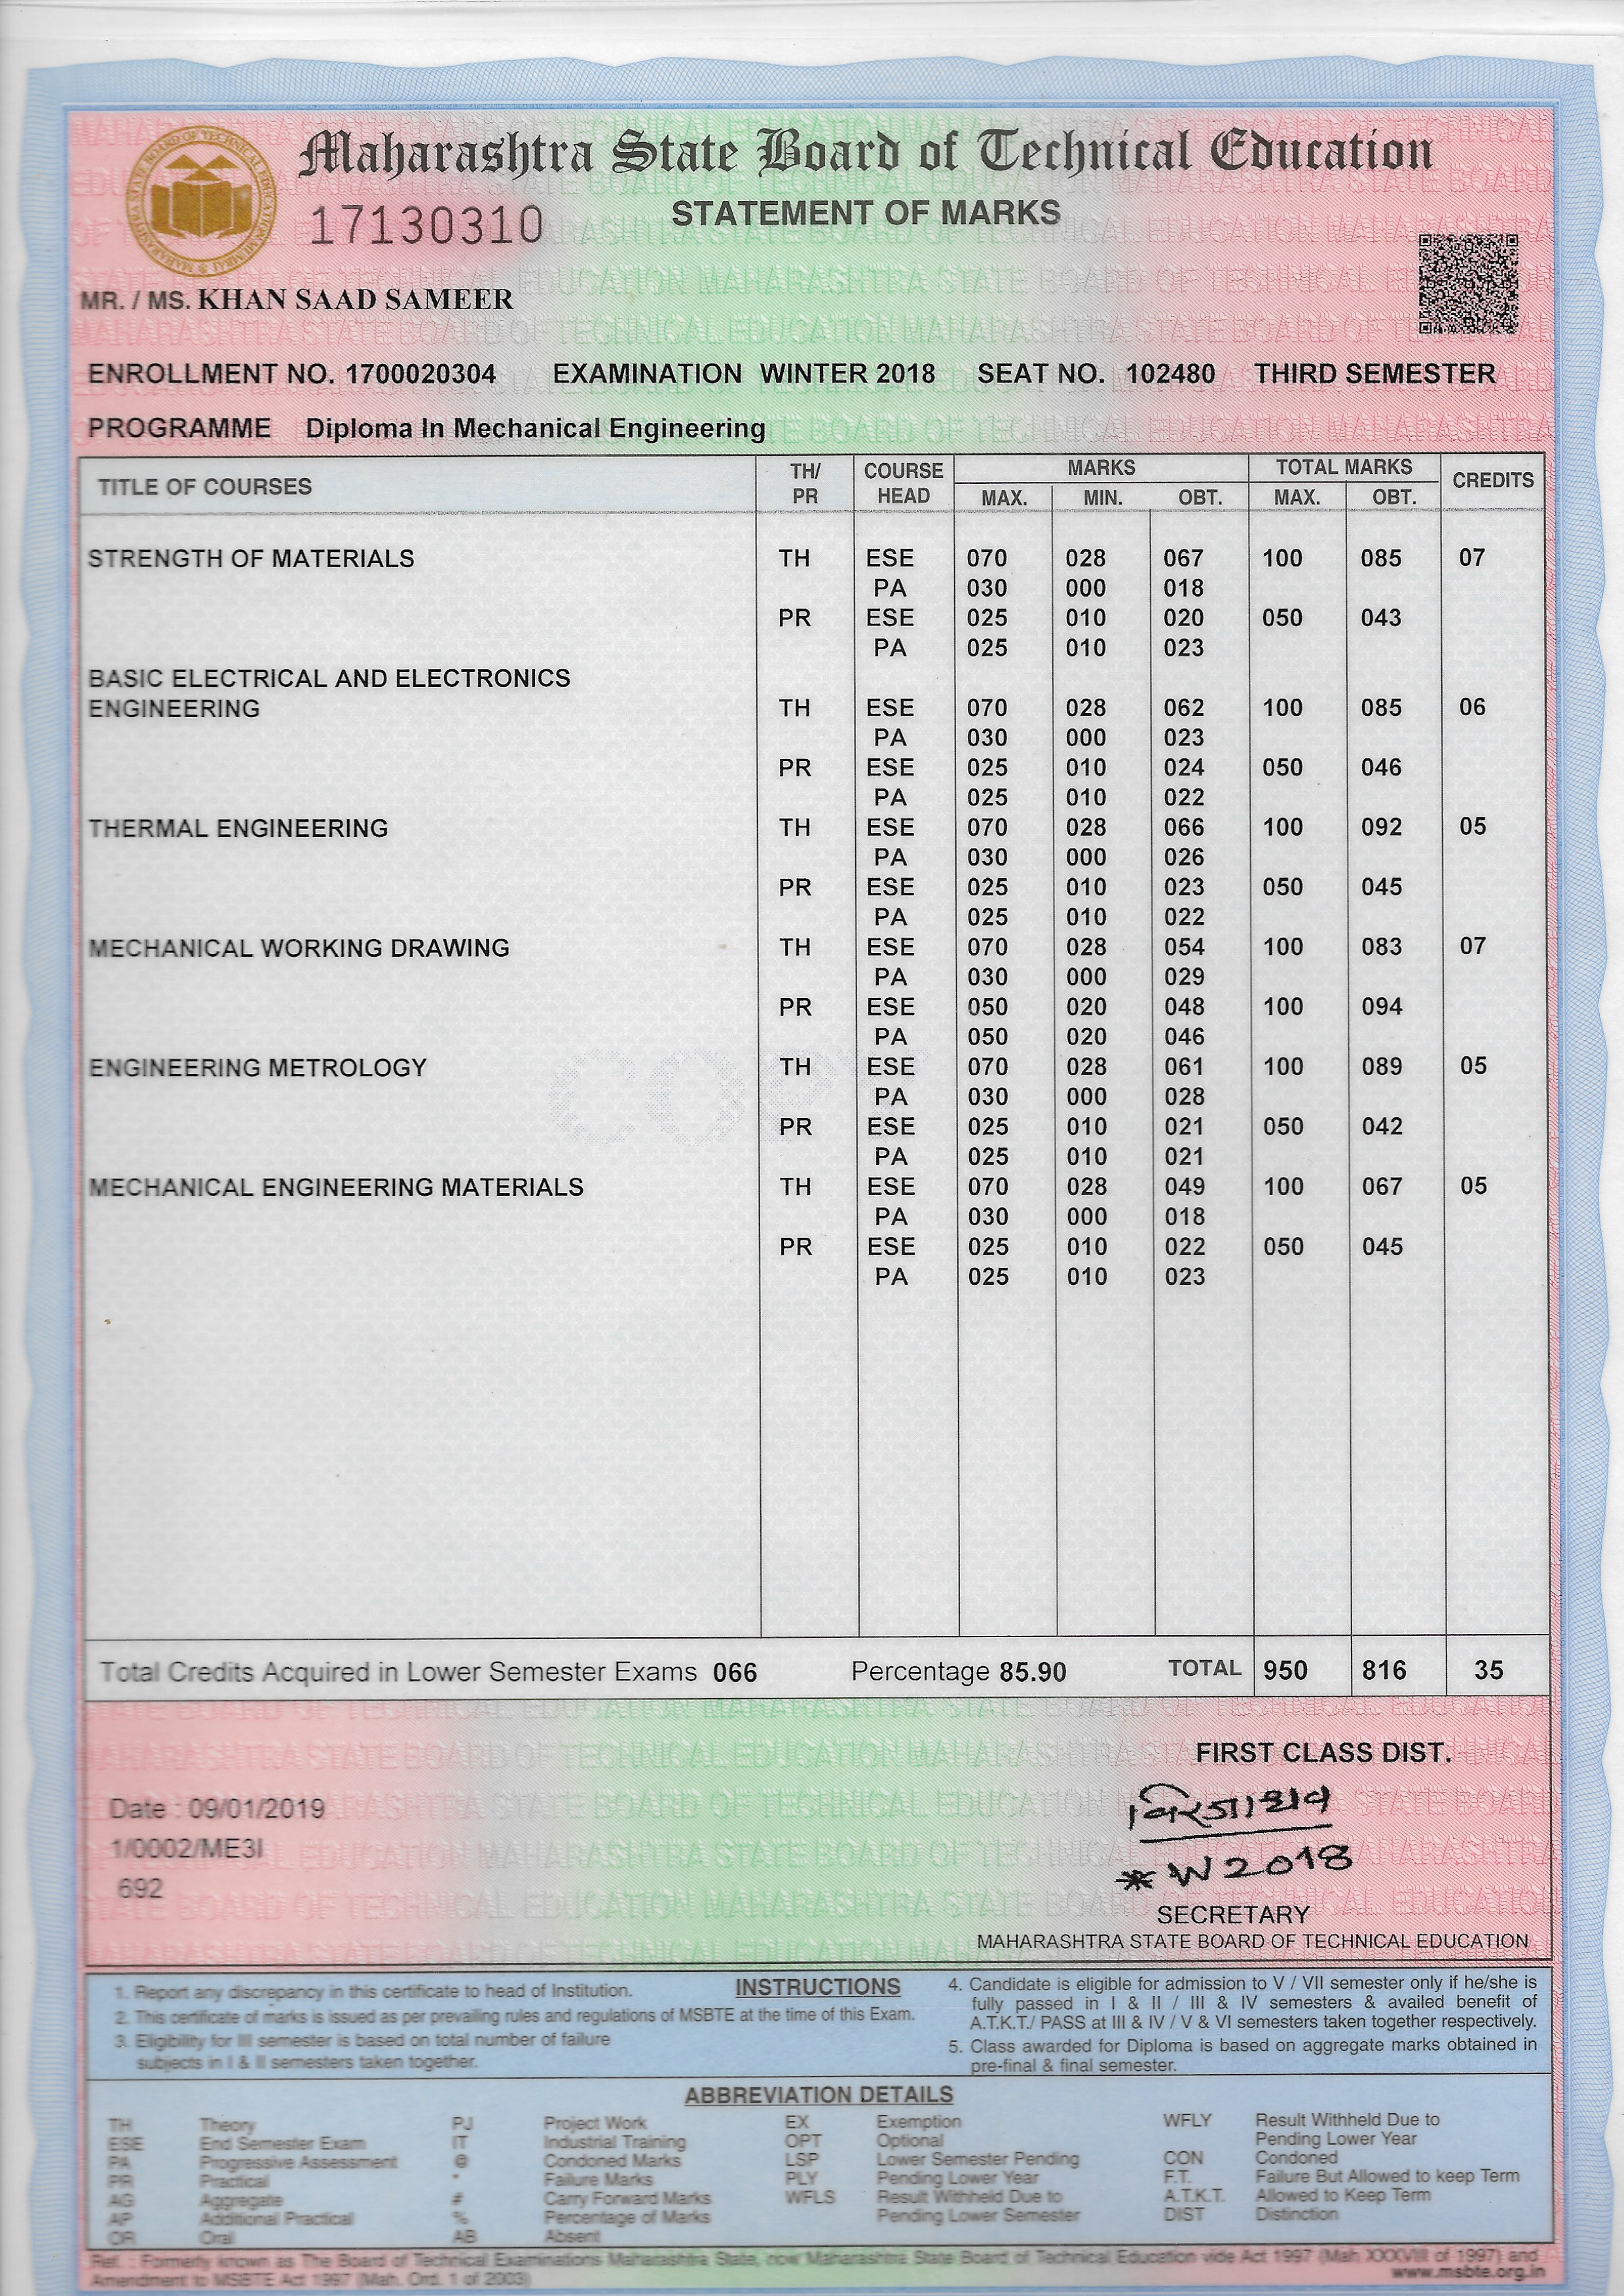 Maharashtra State Board of Technical Education
17130310 STATEMENT OF MARKS
MR. / MS. KHAN SAAD SAMEER
ENROLLMENT NO. 1700020304 EXAMINATION WINTER 2018 SEAT NO. 102480 THIRD SEMESTER
PROGRAMME Diploma In Mechanical Engineering
TITLE OF COURSES TH/ PR COURSE HEAD MARKS MAX. MIN. OBT. TOTAL MARKS MAX. OBT. CREDITS
STRENGTH OF MATERIALS TH ESE 070 028 067 100 085 07
PA 030 000 018
PR ESE 025 010 020 050 043
PA 025 010 023
BASIC ELECTRICAL AND ELECTRONICS
ENGINEERING TH ESE 070 028 062 100 085 06
PA 030 000 023
PR ESE 025 010 024 050 046
PA 025 010 022
THERMAL ENGINEERING TH ESE 070 028 066 100 092 05
PA 030 000 026
PR ESE 025 010 023 050 045
PA 025 010 022
MECHANICAL WORKING DRAWING TH ESE 070 028 054 100 083 07
PA 030 000 029
PR ESE 050 020 048 100 094
PA 050 020 046
ENGINEERING METROLOGY TH ESE 070 028 061 100 089 05
PA 030 000 028
PR ESE 025 010 021 050 042
PA 025 010 021
MECHANICAL ENGINEERING MATERIALS TH ESE 070 028 049 100 067 05
PA 030 000 018
PR ESE 025 010 022 050 045
PA 025 010 023
Total Credits Acquired in Lower Semester Exams 066 Percentage 85.90 TOTAL 950 816 35
FIRST CLASS DIST.
Date : 09/01/2019
1/0002/ME3I
692
*W2018
SECRETARY
MAHARASHTRA STATE BOARD OF TECHNICAL EDUCATION
INSTRUCTIONS
1. Report any discrepancy in this certificate to head of Institution.
2. This certificate of marks is issued as per prevailing rules and regulations of MSBTE at the time of this Exam.
3. Eligibility for III semester is based on total number of failure
subjects in I & II semesters taken together.
4. Candidate is eligible for admission to V / VII semester only if he/she is
fully passed in I & II / III & IV semesters & availed benefit of
A.T.K.T./ PASS at III & IV / V & VI semesters taken together respectively.
5. Class awarded for Diploma is based on aggregate marks obtained in
pre-final & final semester.
ABBREVIATION DETAILS
TH Theory PJ Project Work EX Exemption WFLY Result Withheld Due to
ESE End Semester Exam IT Industrial Training OPT Optional Pending Lower Year
PA Progressive Assessment @ Condoned Marks LSP Lower Semester Pending CON Condoned
PR Practical * Failure Marks PLY Pending Lower Year F.T. Failure But Allowed to keep Term
AG Aggregate # Carry Forward Marks WFLS Result Withheld Due to A.T.K.T. Allowed to Keep Term
AP Additional Practical % Percentage of Marks Pending Lower Semester DIST Distinction
OR Oral AB Absent
Ref. : Formerly known as The Board of Technical Examinations Maharashtra State, now Maharashtra State Board of Technical Education vide Act 1997 (Mah. XXXVIII of 1997) and
Amendment to MSBTE Act 1997 (Mah. Ord. 1 of 2003) www.msbte.org.in